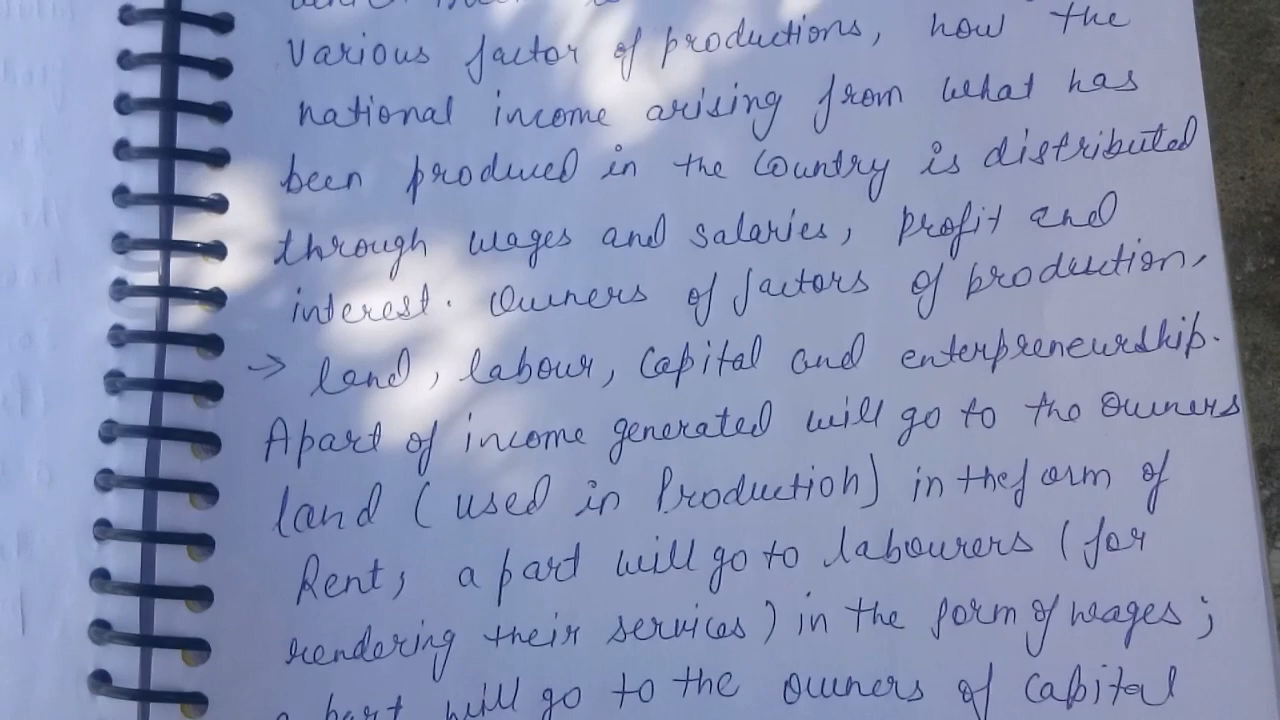 various factor of productions, how the
national income arising from what has
been produced in the Country is distributed
through wages and salaries, profit and
interest. Owners of factors of production,
→ land, labour, Capital and enterpreneurship.
A part of income generated will go to the Owners
land (used in Production) in the form of
Rent; a part will go to labourers (for
rendering their services) in the form of wages;
a part will go to the owners of Capital